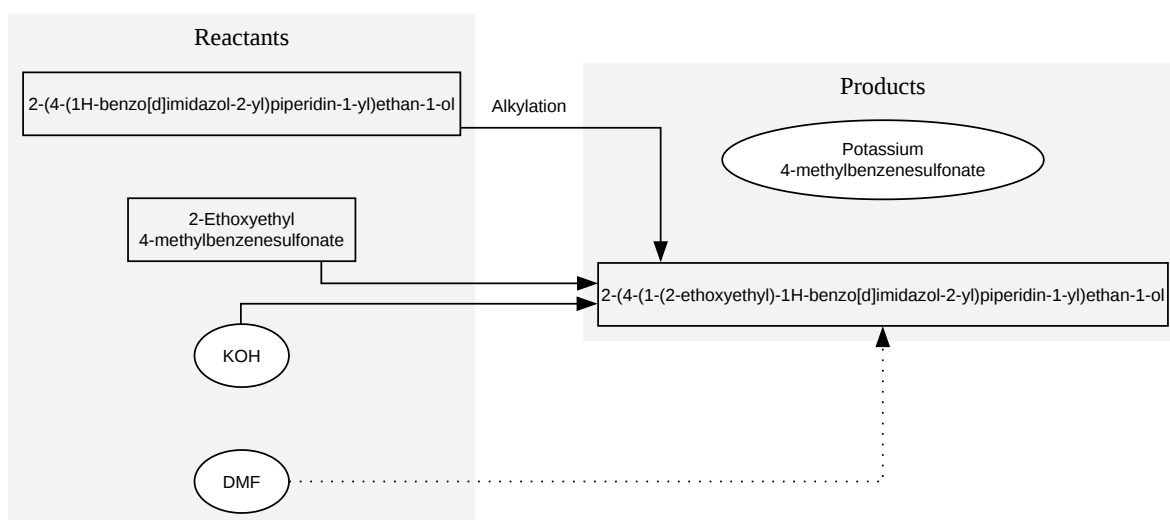 Reactants
2-(4-(1H-benzo[d]imidazol-2-yl)piperidin-1-yl)ethan-1-ol
Alkylation
2-Ethoxyethyl
4-methylbenzenesulfonate
KOH
DMF
Products
Potassium
4-methylbenzenesulfonate
2-(4-(1-(2-ethoxyethyl)-1H-benzo[d]imidazol-2-yl)piperidin-1-yl)ethan-1-ol